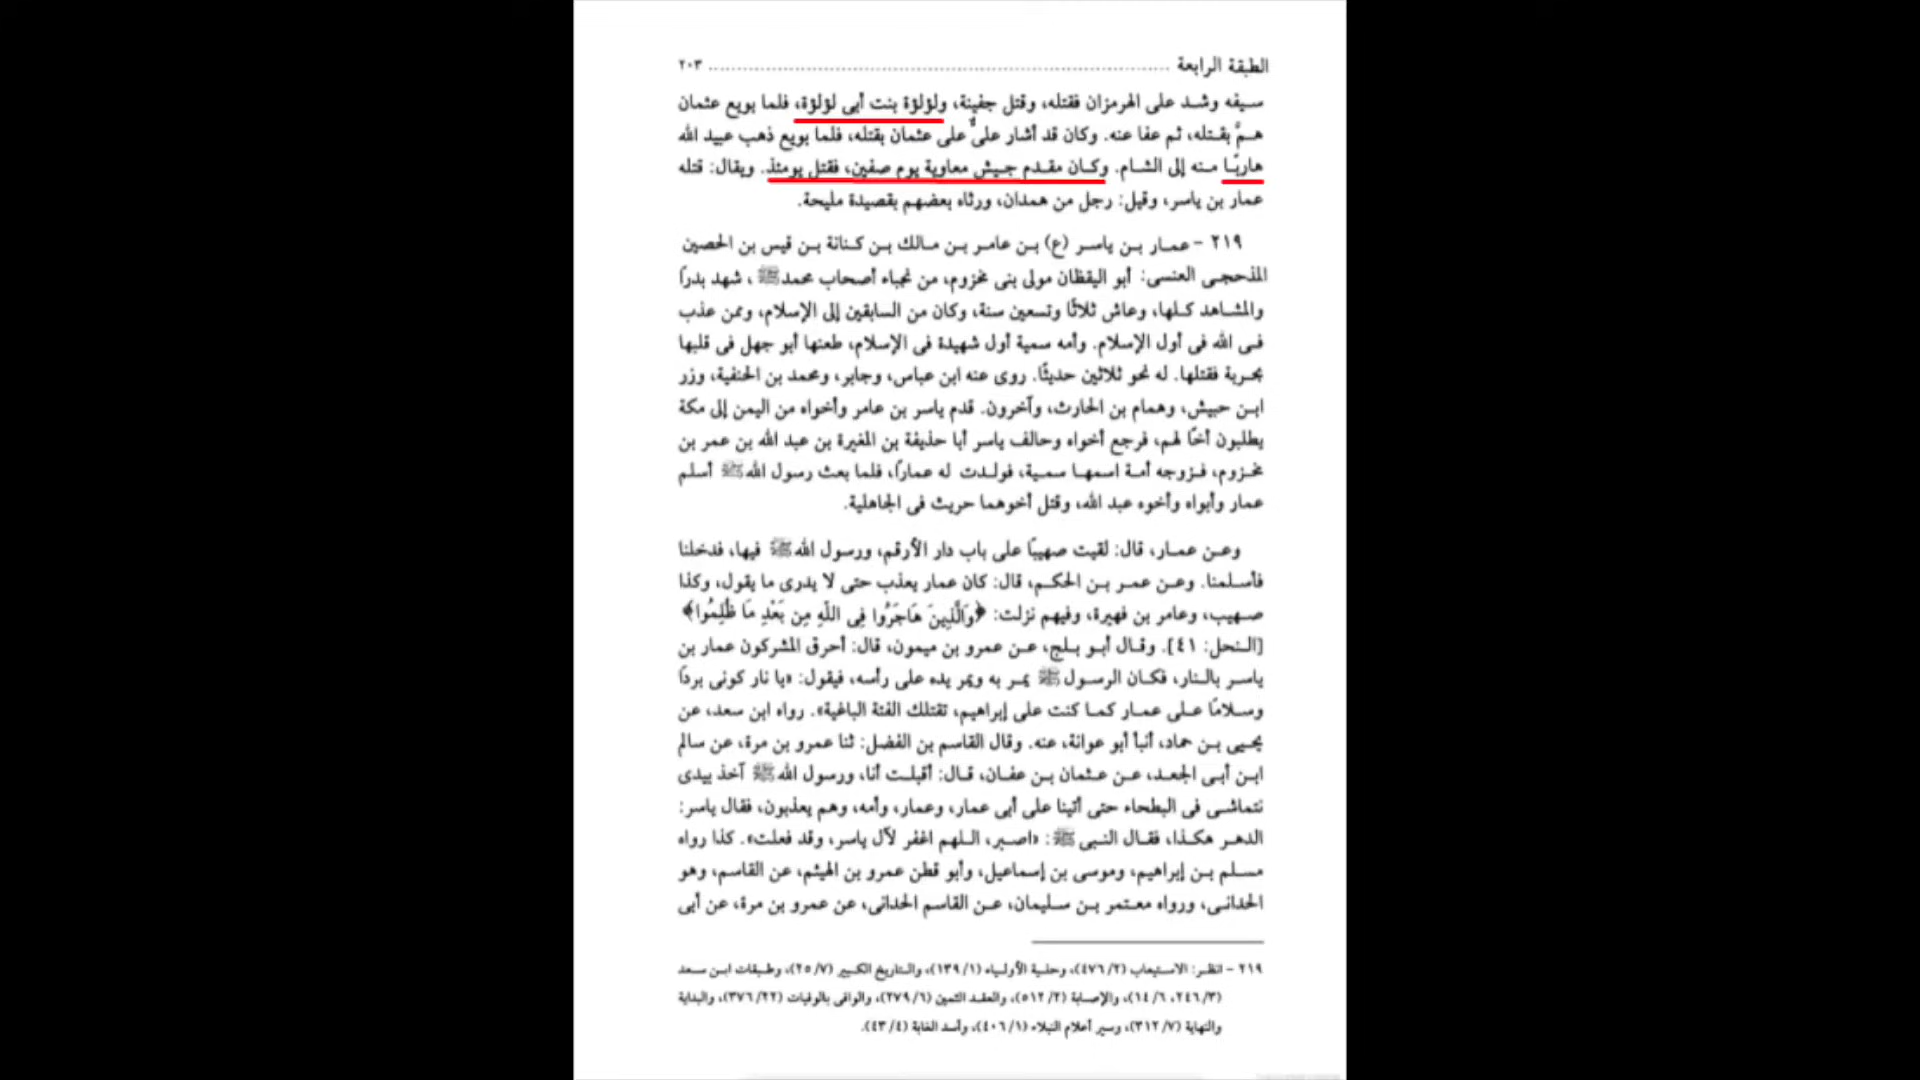 الطبقة الرابعة ........................................................................ ٢٠٣
سيفه وشد على الهرمزان فقتله، وقتل جفينة، ولؤلؤة بنت أبى لؤلؤة، فلما بويع عثمان
همَّ بقتله، ثم عفا عنه. وكان قد أشار علىٌّ على عثمان بقتله، فلما بويع ذهب عبيد الله
هاربًا منه إلى الشام. وكان مقدم جيش معاوية يوم صفين، فقتل يومئذ. ويقال: قتله
عمار بن ياسر، وقيل: رجل من همدان، ورثاه بعضهم بقصيدة مليحة.
٢١٩ – عمار بن ياسر (ع) بن عامر بن مالك بن كنانة بن قيس بن الحصين
المذحجى العنسى: أبو اليقظان مولى بنى مخزوم، من نجباء أصحاب محمد ﷺ، شهد بدرًا
والمشاهد كلها، وعاش ثلاثًا وتسعين سنة، وكان من السابقين إلى الإسلام، وممن عذب
فى الله فى أول الإسلام. وأمه سمية أول شهيدة فى الإسلام، طعنها أبو جهل فى قلبها
بحربة فقتلها. له نحو ثلاثين حديثًا. روى عنه ابن عباس، وجابر، ومحمد بن الحنفية، وزر
ابن حبيش، وهمام بن الحارث، وآخرون. قدم ياسر بن عامر وأخواه من اليمن إلى مكة
يطلبون أخًا لهم، فرجع أخواه وحالف ياسر أبا حذيفة بن المغيرة بن عبد الله بن عمر بن
مخزوم، فزوجه أمة اسمها سمية، فولدت له عمارًا، فلما بعث رسول الله ﷺ أسلم
عمار وأبواه وأخوه عبد الله، وقتل أخوهما حريث فى الجاهلية.
وعن عمار، قال: لقيت صهيبًا على باب دار الأرقم، ورسول الله ﷺ فيها، فدخلنا
فأسلمنا. وعن عمر بن الحكم، قال: كان عمار يعذب حتى لا يدرى ما يقول، وكذا
صهيب، وعامر بن فهيرة، وفيهم نزلت: ﴿وَالَّذِينَ هَاجَرُوا فِى اللّهِ مِن بَعْدِ مَا ظُلِمُوا﴾
[النحل: ٤١]. وقال أبو بلج، عن عمرو بن ميمون، قال: أحرق المشركون عمار بن
ياسر بالنار، فكان الرسول ﷺ يمر به ويمر يده على رأسه، فيقول: «يا نار كونى بردًا
وسلامًا على عمار كما كنت على إبراهيم، تقتلك الفئة الباغية». رواه ابن سعد، عن
يحيى بن حماد، أنبأ أبو عوانة، عنه. وقال القاسم بن الفضل: ثنا عمرو بن مرة، عن سالم
ابن أبى الجعد، عن عثمان بن عفان، قال: أقبلت أنا، ورسول الله ﷺ آخذ بيدى
نتماشى فى البطحاء حتى أتينا على أبى عمار، وعمار، وأمه، وهم يعذبون، فقال ياسر:
الدهر هكذا، فقال النبى ﷺ: «اصبر، اللهم اغفر لآل ياسر، وقد فعلت». كذا رواه
مسلم بن إبراهيم، وموسى بن إسماعيل، وأبو قطن عمرو بن الهيثم، عن القاسم، وهو
الحدانى، ورواه معتمر بن سليمان، عن القاسم الحدانى، عن عمرو بن مرة، عن أبى
٢١٩ – انظر: الاستيعاب (٤٧٦/٢)، وحلية الأولياء (١٣٩/١)، والتاريخ الكبير (٢٥/٧)، وطبقات ابن سعد
(٢٤٦/٣، ١٤/٦)، والإصابة (٥١٢/٢)، والعقد الثمين (٢٧٩/٦)، والوافى بالوفيات (٣٧٦/٢٢)، والبداية
والنهاية (٣١٢/٧)، وسير أعلام النبلاء (٤٠٦/١)، وأسد الغابة (٤٣/٤).